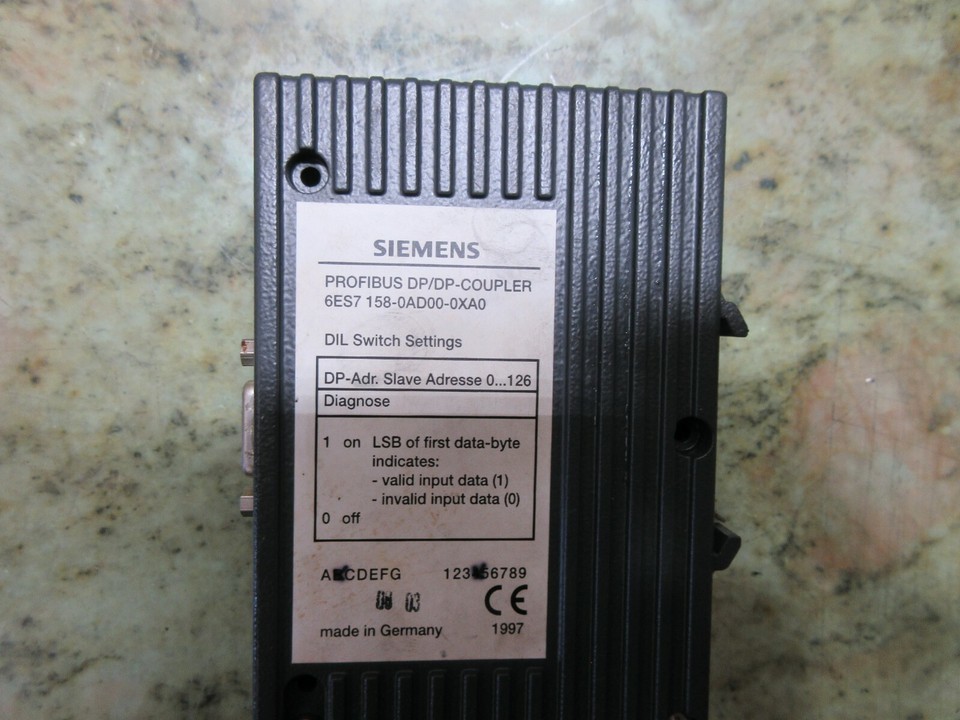 SIEMENS
PROFIBUS DP/DP-COUPLER
6ES7 158-0AD00-0XA0
DIL Switch Settings
DP-Adr. Slave Adresse 0...126
Diagnose
1 on LSB of first data-byte
indicates:
- valid input data (1)
- invalid input data (0)
0 off
A CDEFG 123 56789
03
CE
made in Germany 1997